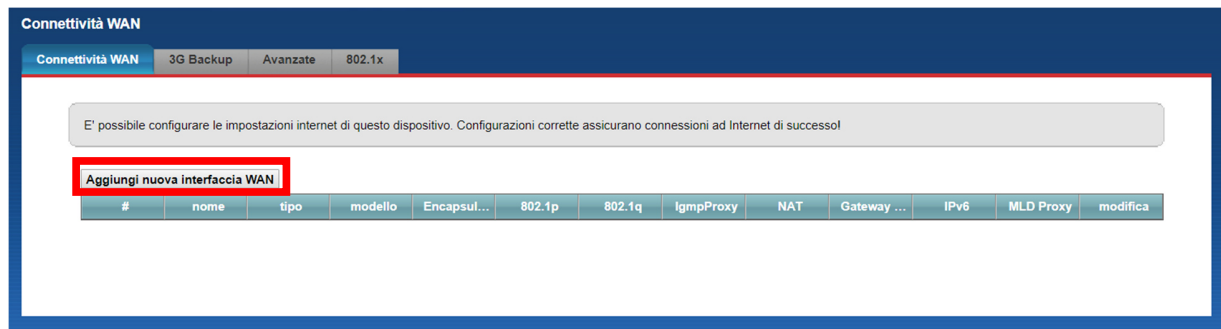 Connettività WAN
Connettività WAN 3G Backup Avanzate 802.1x
E' possibile configurare le impostazioni internet di questo dispositivo. Configurazioni corrette assicurano connessioni ad Internet di successo!
Aggiungi nuova interfaccia WAN
# nome tipo modello Encapsul... 802.1p 802.1q IgmpProxy NAT Gateway ... IPv6 MLD Proxy modifica